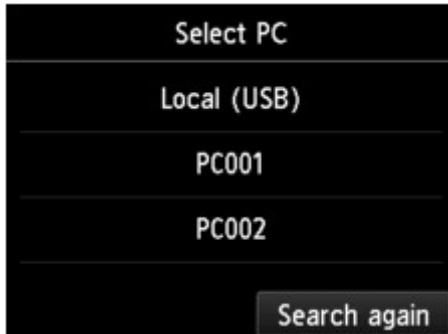 Select PC
Local (USB)
PC001
PC002
Search again